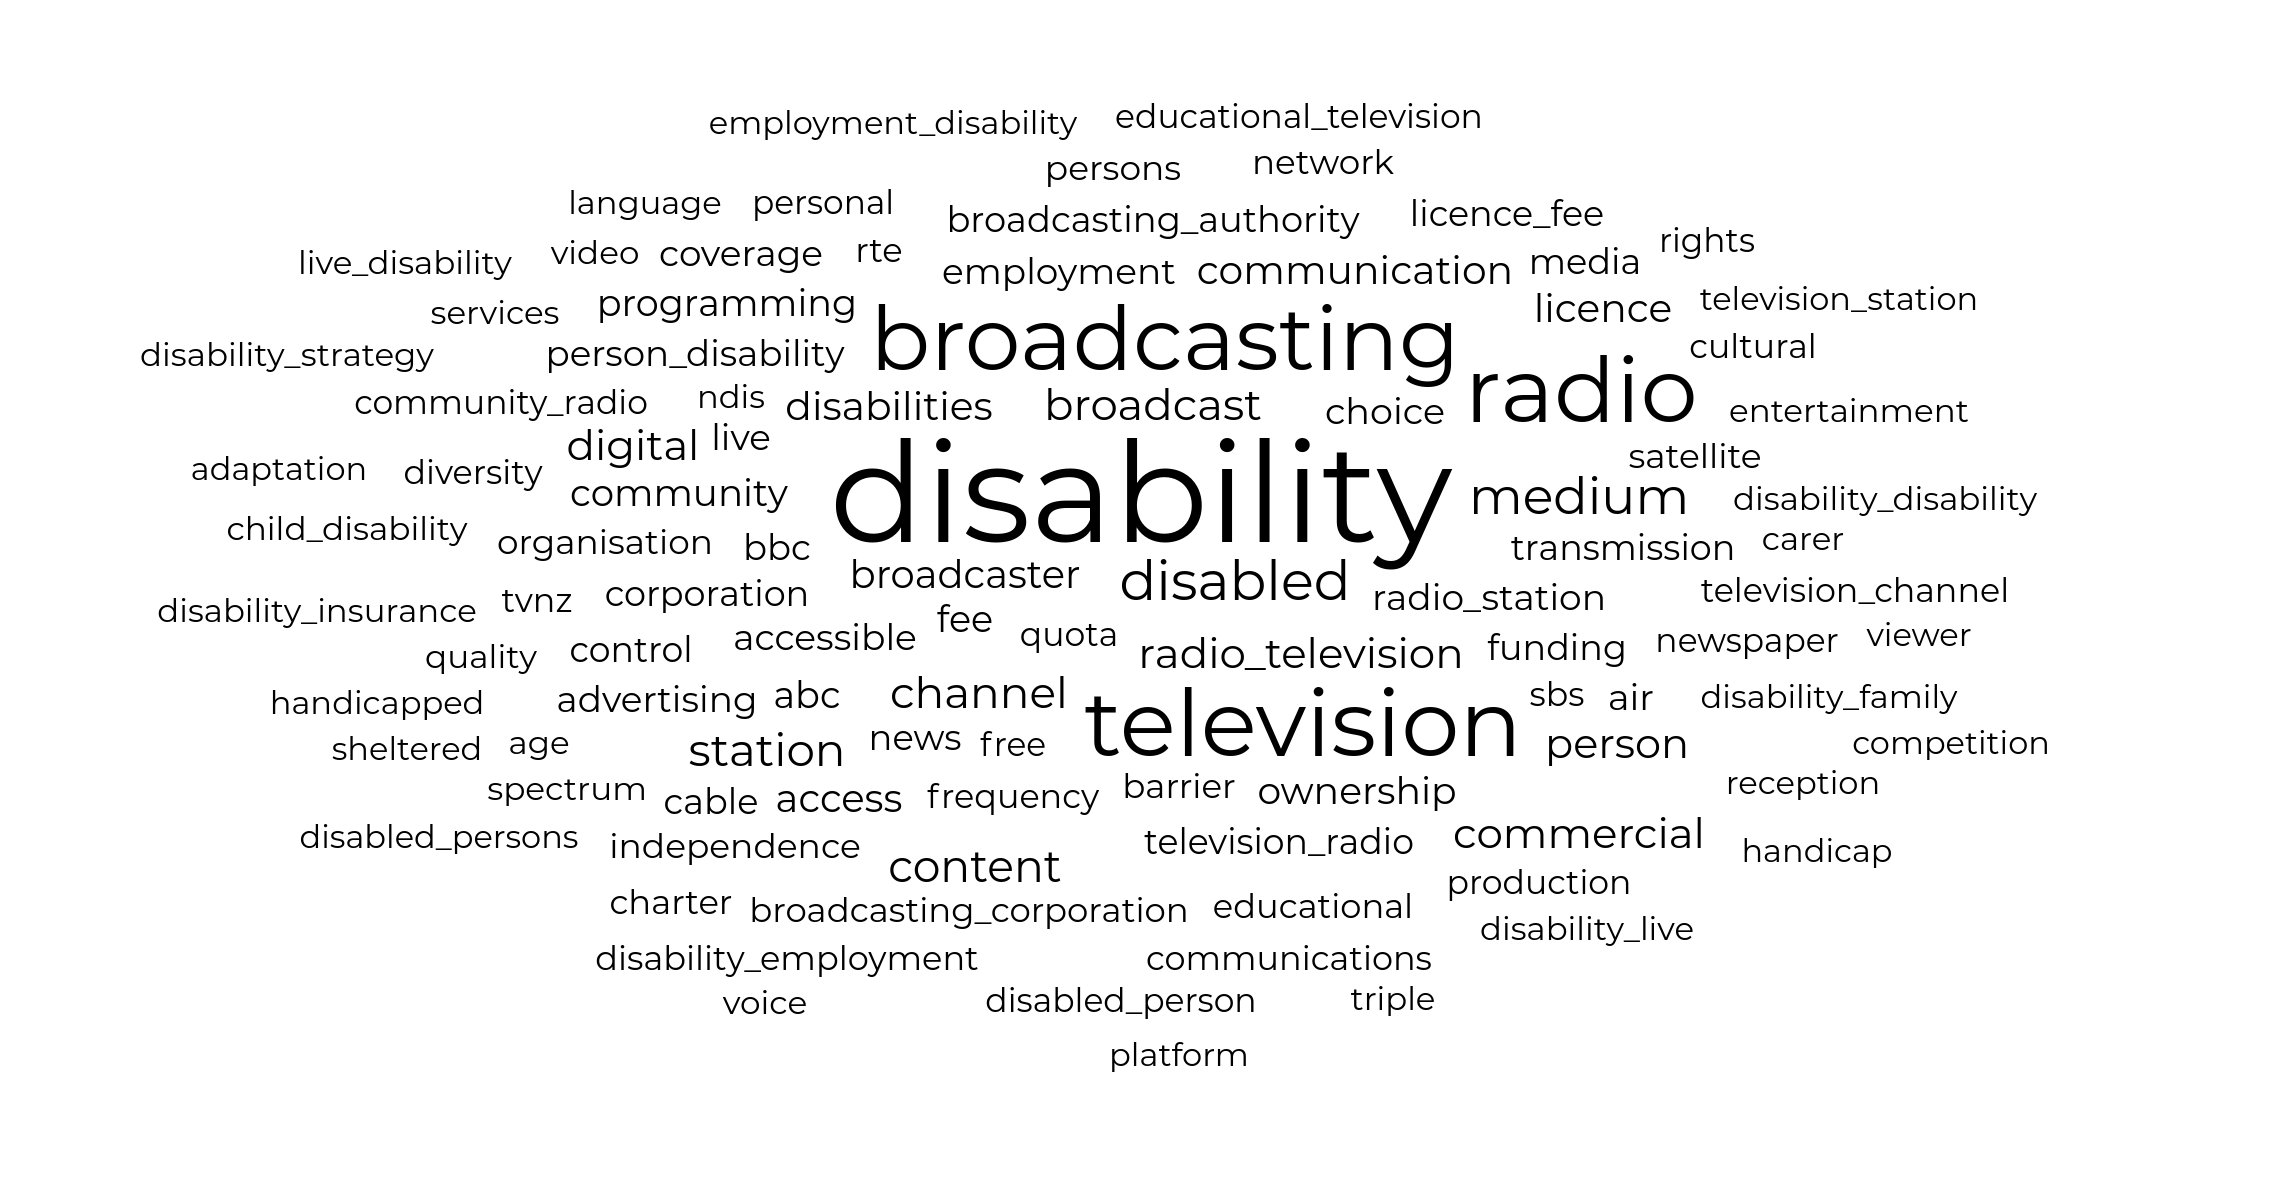 employment_disability educational_television
persons network
language personal broadcasting_authority licence_fee
live_disability video coverage rte employment communication media rights
services programming broadcasting licence television_station
disability_strategy person_disability radio cultural
community_radio ndis disabilities broadcast choice entertainment
digital live satellite
adaptation diversity community disability medium disability_disability
child_disability organisation bbc transmission carer
disability_insurance tvnz corporation broadcaster disabled radio_station television_channel
quality control accessible fee quota radio_television funding newspaper viewer
handicapped advertising abc channel television sbs air disability_family
sheltered age station news free person competition
spectrum cable access frequency barrier ownership reception
disabled_persons independence content television_radio commercial handicap
charter broadcasting_corporation educational production
disability_employment communications disability_live
voice disabled_person triple
platform